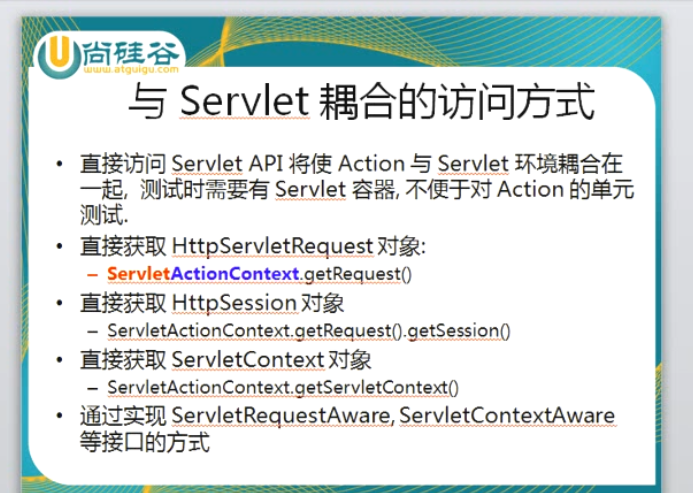 尚硅谷
www.atguigu.com
与 Servlet 耦合的访问方式
• 直接访问 Servlet API 将使 Action 与 Servlet 环境耦合在
一起, 测试时需要有 Servlet 容器, 不便于对 Action 的单元
测试.
• 直接获取 HttpServletRequest 对象:
– ServletActionContext.getRequest()
• 直接获取 HttpSession 对象
– ServletActionContext.getRequest().getSession()
• 直接获取 ServletContext 对象
– ServletActionContext.getServletContext()
• 通过实现 ServletRequestAware, ServletContextAware
等接口的方式